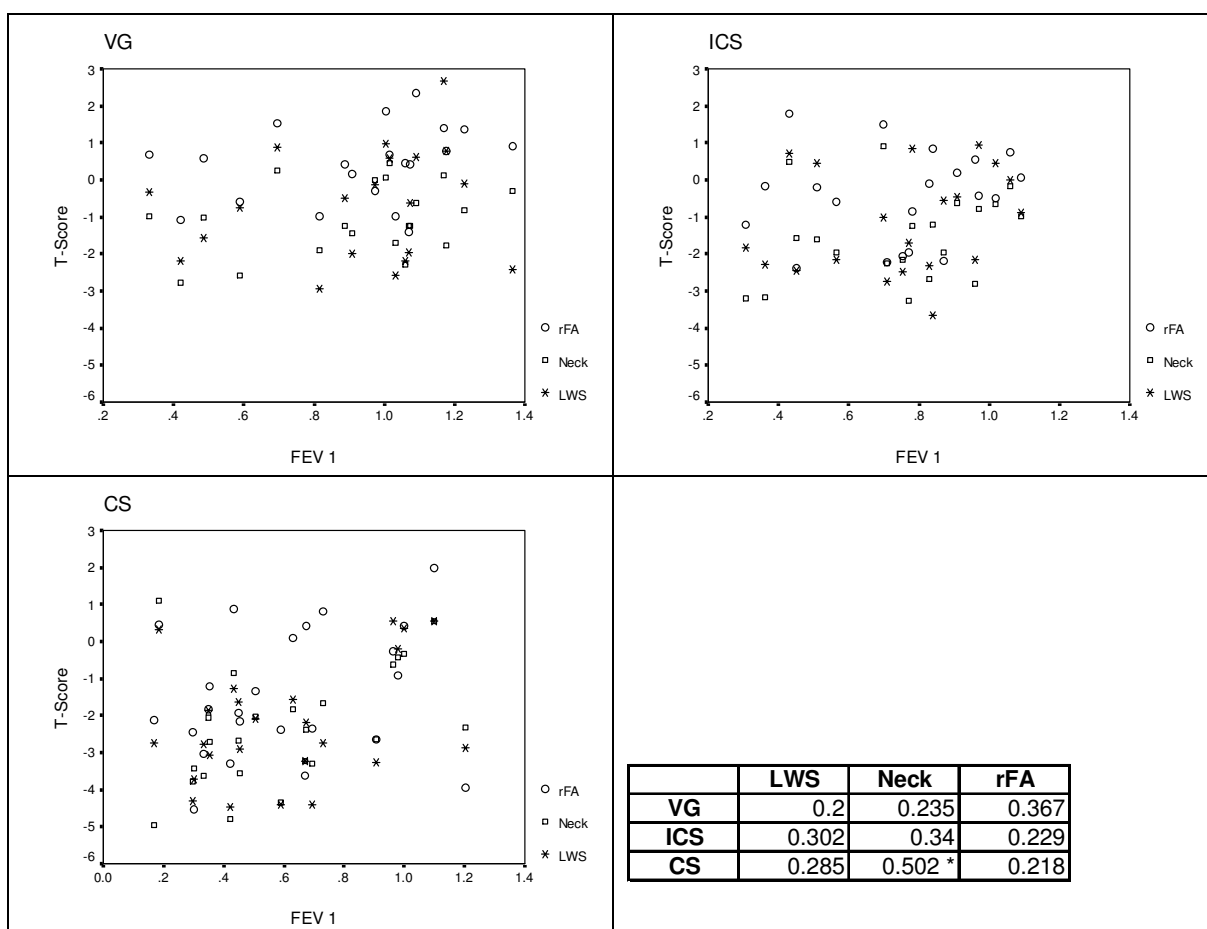 VG
3
2
1
0
-1
-2
-3
-4
-5
-6
T-Score
.2 .4 .6 .8 1.0 1.2 1.4
FEV 1
rFA
Neck
LWS
ICS
3
2
1
0
-1
-2
-3
-4
-5
-6
T-Score
.2 .4 .6 .8 1.0 1.2 1.4
FEV 1
rFA
Neck
LWS
CS
3
2
1
0
-1
-2
-3
-4
-5
-6
T-Score
0.0 .2 .4 .6 .8 1.0 1.2 1.4
FEV 1
rFA
Neck
LWS
LWS Neck rFA
VG 0.2 0.235 0.367
ICS 0.302 0.34 0.229
CS 0.285 0.502 * 0.218